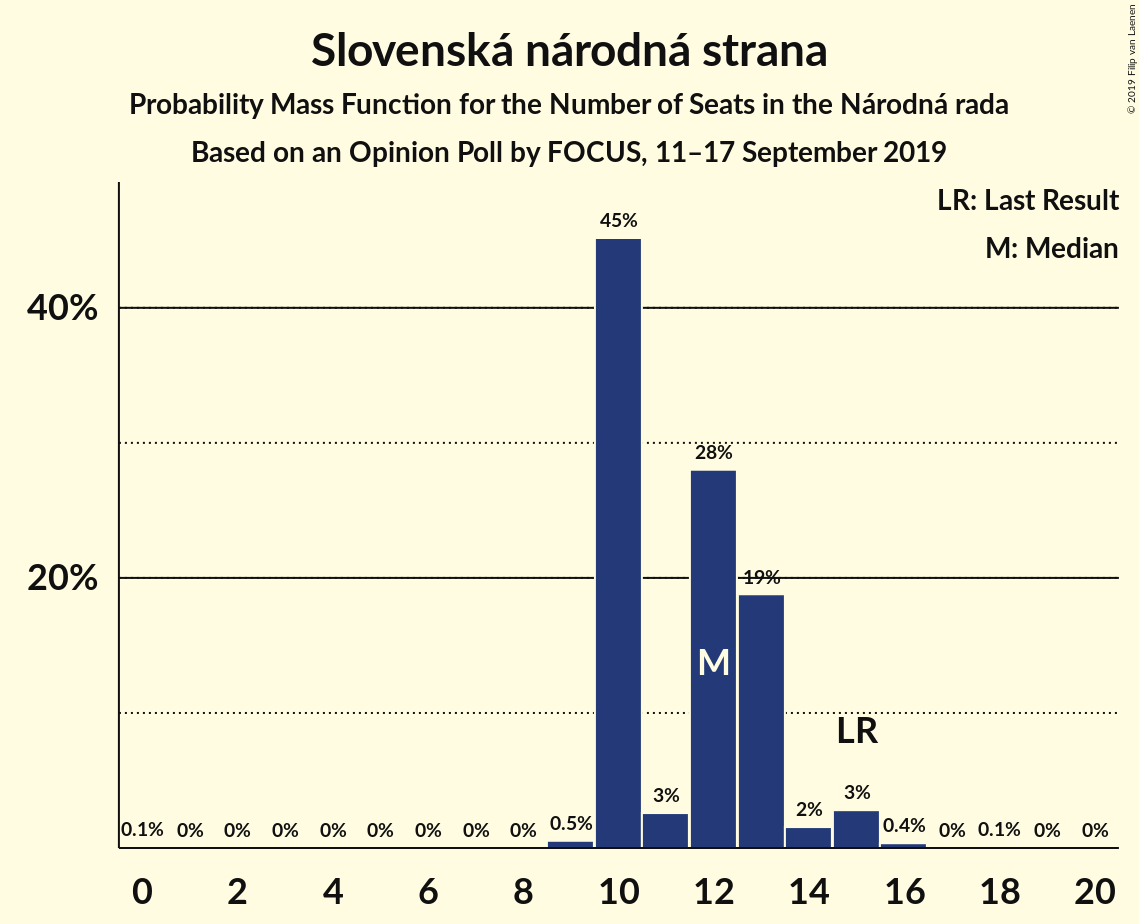 Slovenská národná strana
Probability Mass Function for the Number of Seats in the Národná rada
Based on an Opinion Poll by FOCUS, 11–17 September 2019
© 2019 Filip van Laenen
LR: Last Result
M: Median
45%
40%
28%
20%
19%
M
LR
0.1% 0% 0% 0% 0% 0% 0% 0% 0% 0.5% 3% 2% 3% 0.4% 0% 0.1% 0% 0%
0 2 4 6 8 10 12 14 16 18 20